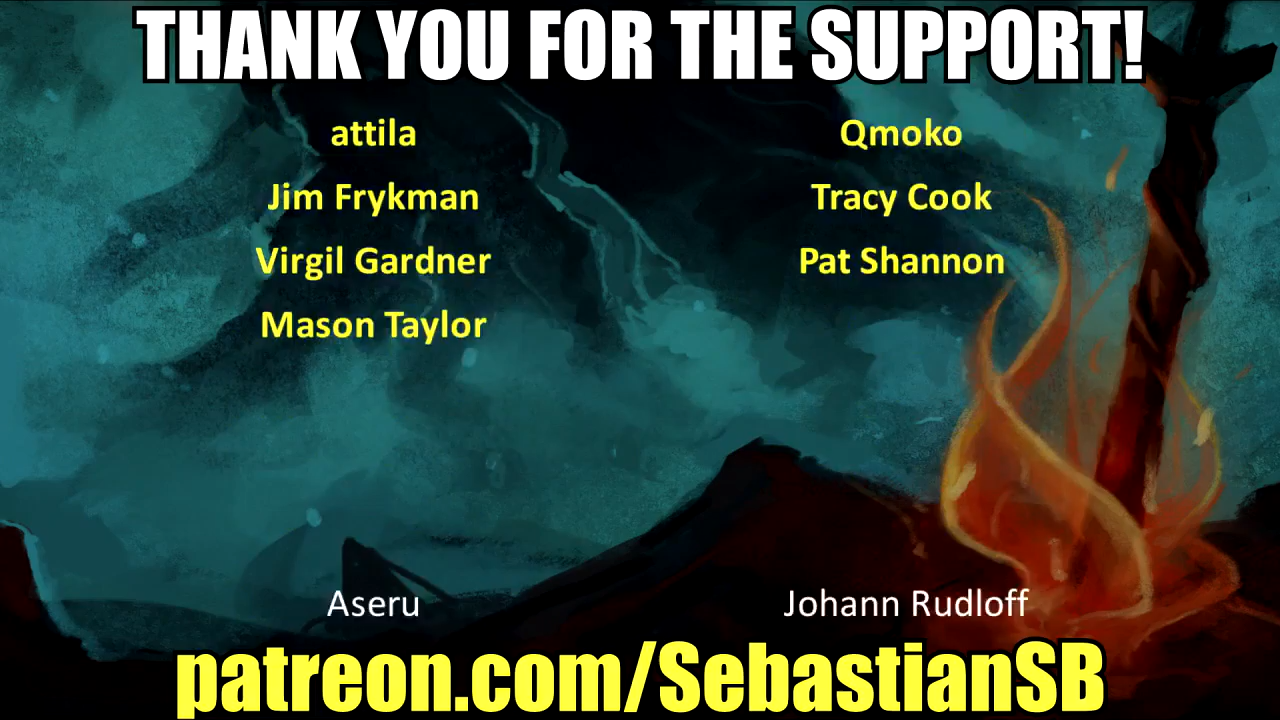 THANK YOU FOR THE SUPPORT!
attila
Qmoko
Jim Frykman
Tracy Cook
Virgil Gardner
Pat Shannon
Mason Taylor
Aseru
Johann Rudloff
patreon.com/SebastianSB